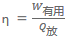 η = W有用
Q放